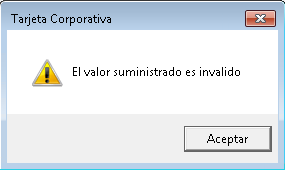 Tarjeta Corporativa
El valor suministrado es invalido
Aceptar